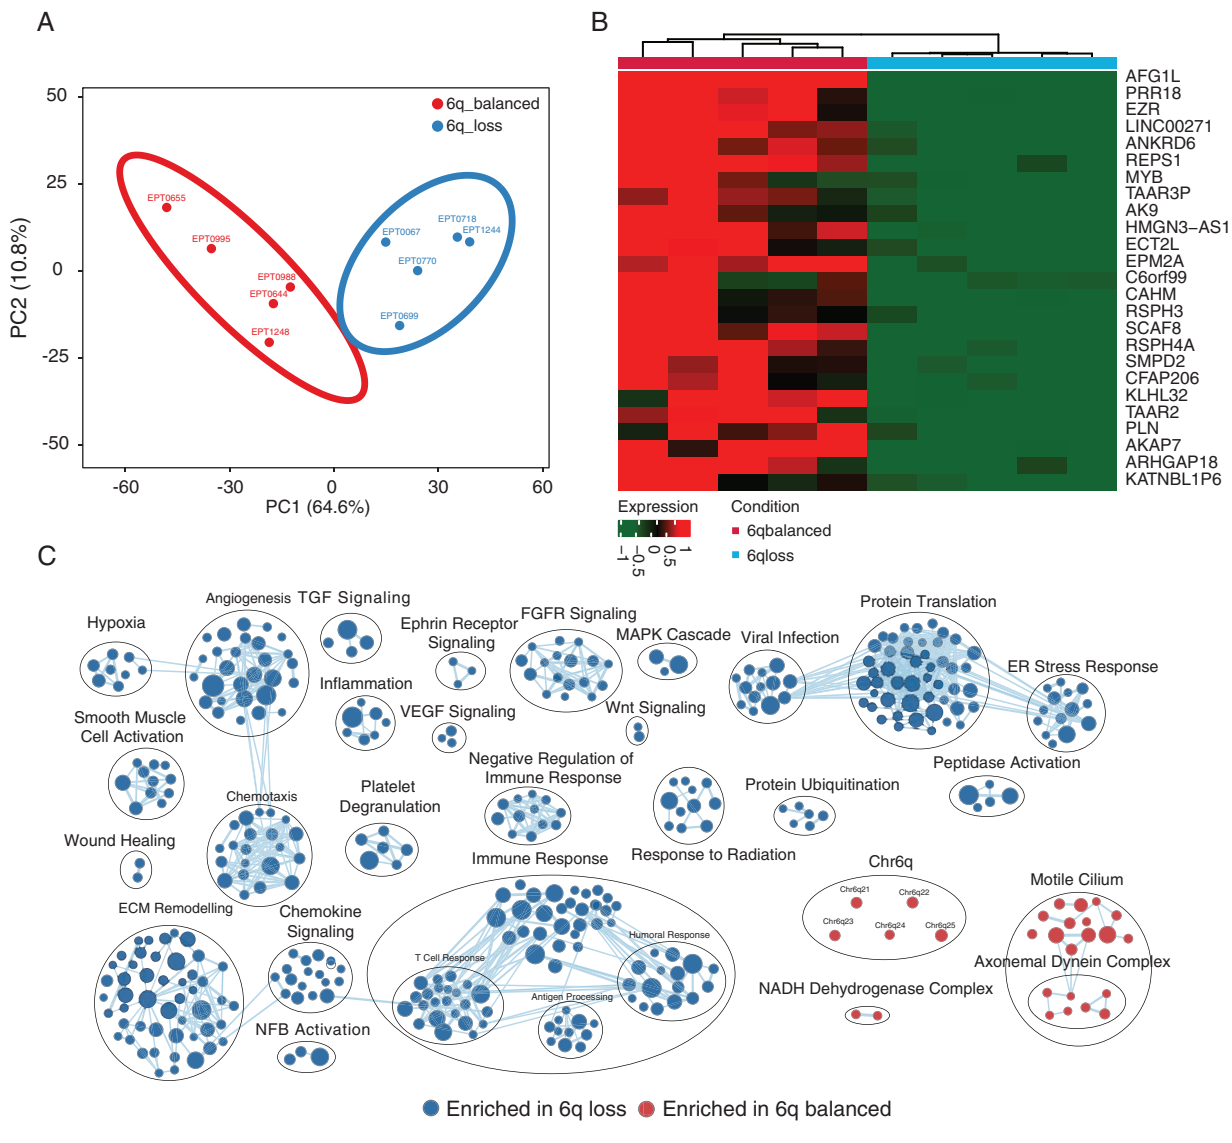 A
50
25
0
-25
-50
PC2 (10.8%)
6q_balanced
6q_loss
EPT0655
EPT0995
EPT0988
EPT0644
EPT1248
EPT0718
EPT0067
EPT1244
EPT0770
EPT0699
-60
-30
0
30
60
PC1 (64.6%)
B
AFG1L
PRR18
EZR
LINC00271
ANKRD6
REPS1
MYB
TAAR3P
AK9
HMGN3-AS1
ECT2L
EPM2A
C6orf99
CAHM
RSPH3
SCAF8
RSPH4A
SMPD2
CFAP206
KLHL32
TAAR2
PLN
AKAP7
ARHGAP18
KATNBL1P6
Expression
-1
-0.5
0
0.5
1
Condition
6qbalanced
6qloss
C
Hypoxia
Angiogenesis
TGF Signaling
Ephrin Receptor
Signaling
FGFR Signaling
MAPK Cascade
Viral Infection
Protein Translation
ER Stress Response
Smooth Muscle
Cell Activation
Inflammation
VEGF Signaling
Wnt Signaling
Chemotaxis
Platelet
Degranulation
Negative Regulation of
Immune Response
Response to Radiation
Protein Ubiquitination
Peptidase Activation
Wound Healing
ECM Remodelling
Chemokine
Signaling
NFB Activation
Immune Response
T Cell Response
Humoral Response
Antigen Processing
Chr6q
Chr6q21
Chr6q22
Chr6q23
Chr6q24
Chr6q25
NADH Dehydrogenase Complex
Motile Cilium
Axonemal Dynein Complex
Enriched in 6q loss
Enriched in 6q balanced